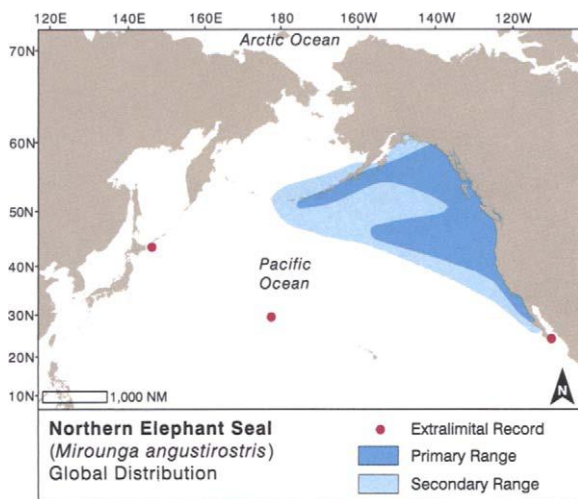 120E 140E 160E 180 160W 140W 120W
70N
Arctic Ocean
60N
50N
40N
Pacific
Ocean
30N
20N
10N
1,000 NM
N
Northern Elephant Seal
(Mirounga angustirostris)
Global Distribution
Extralimital Record
Primary Range
Secondary Range